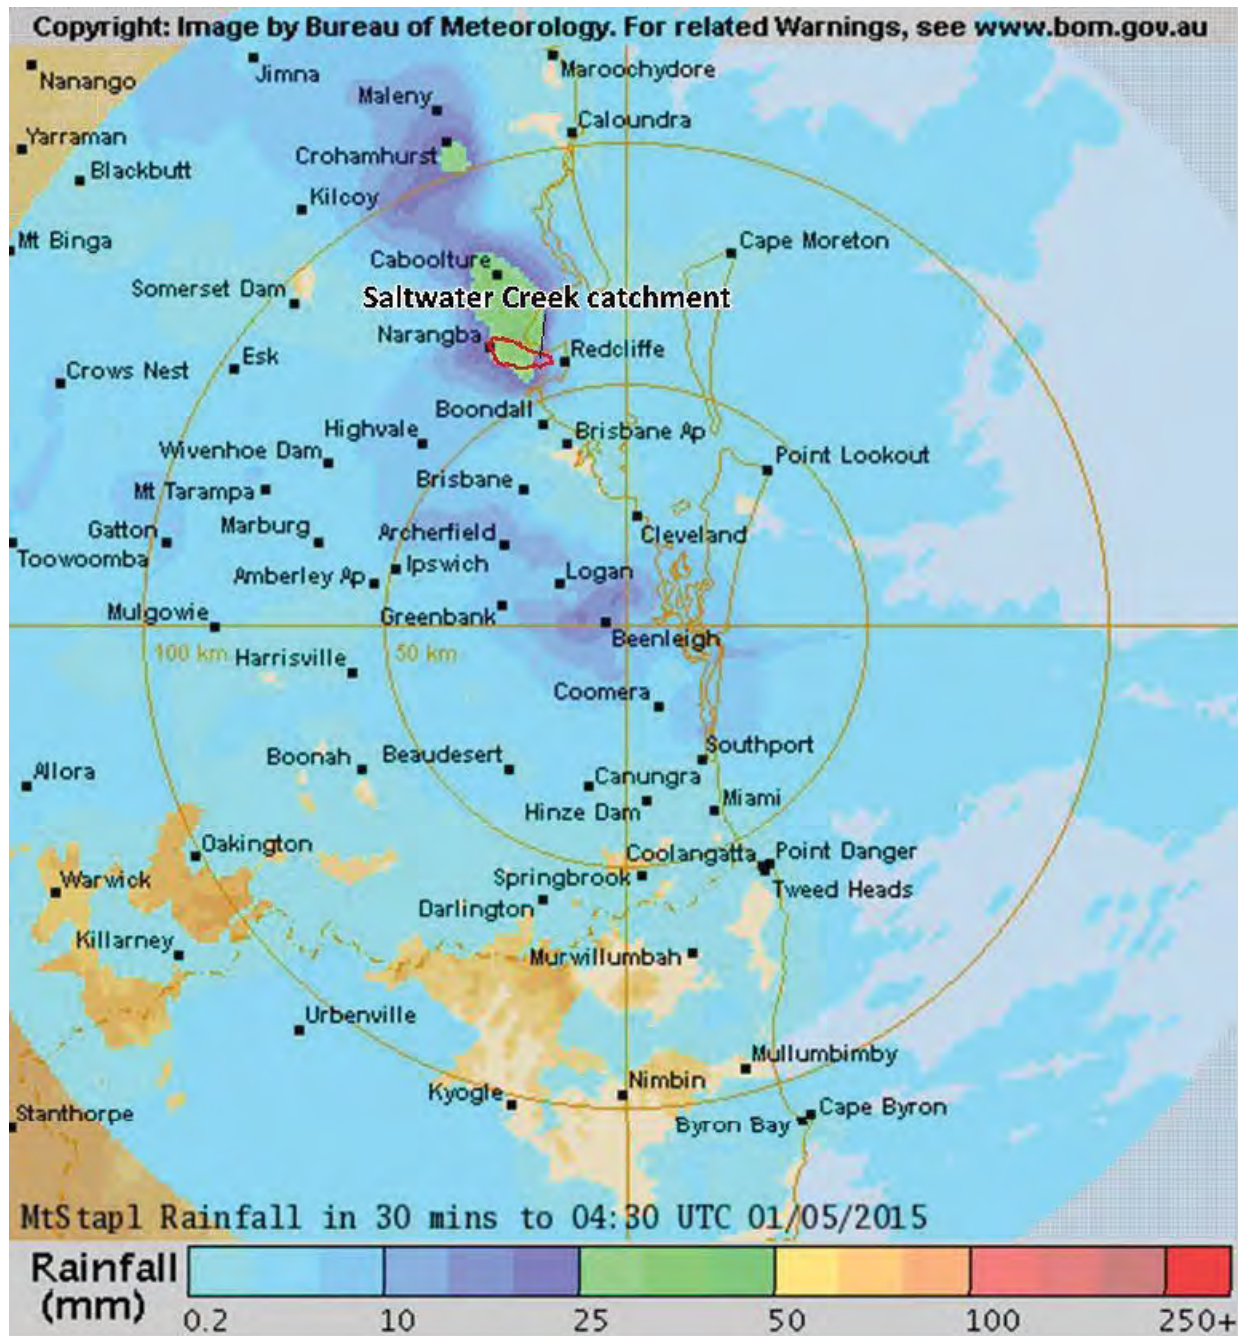 Copyright: Image by Bureau of Meteorology. For related Warnings, see www.bom.gov.au
Nanango
Jimna
Maroochydore
Maleny
Yarraman
Caloundra
Crohamhurst
Blackbutt
Kilcoy
Mt Binga
Cape Moreton
Caboolture
Somerset Dam
Saltwater Creek catchment
Narangba
Redcliffe
Esk
Crows Nest
Boondall
Highvale
Brisbane Ap
Wivenhoe Dam
Point Lookout
Mt Tarampa
Brisbane
Gatton
Marburg
Archerfield
Cleveland
Toowoomba
Ipswich
Amberley Ap
Logan
Mulgowie
Greenbank
Beenleigh
100 km
Harrisville
50 km
Coomera
Southport
Boonah
Beaudesert
Allora
Canungra
Hinze Dam
Miami
Oakington
Coolangatta
Point Danger
Warwick
Springbrook
Tweed Heads
Darlington
Killarney
Murwillumbah
Urbenville
Mullumbimby
Kyogle
Nimbin
Stanthorpe
Cape Byron
Byron Bay
MtStapl Rainfall in 30 mins to 04:30 UTC 01/05/2015
Rainfall
(mm)
0.2 10 25 50 100 250+